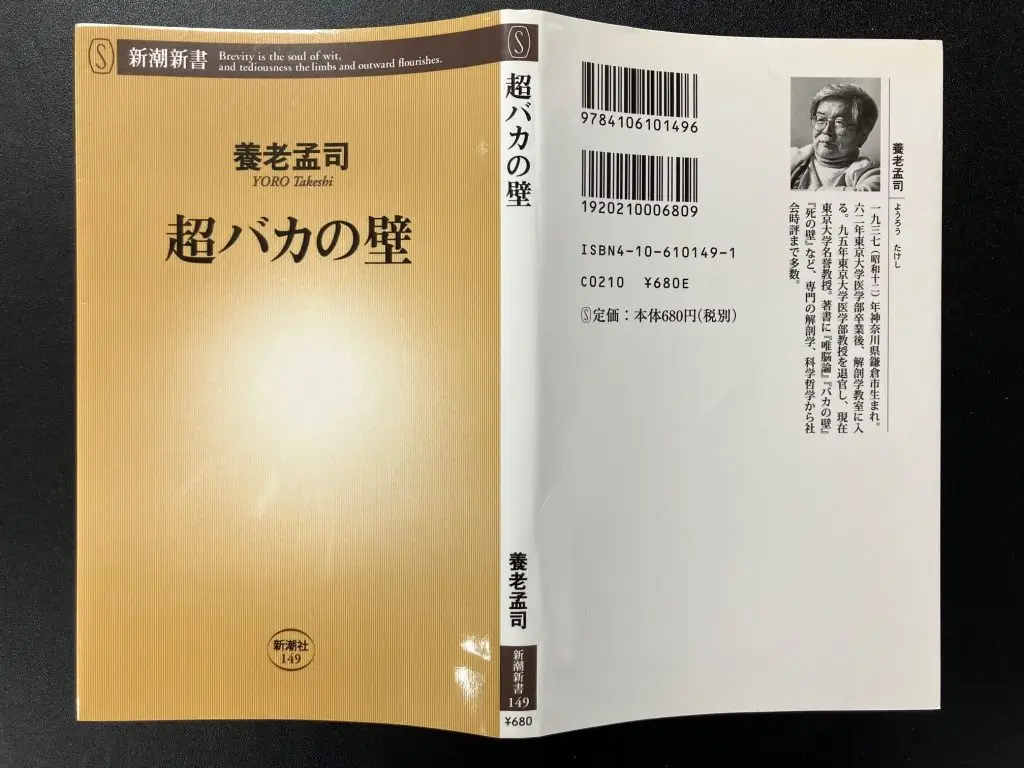 新潮新書
Brevity is the soul of wit,
and tediousness the limbs and outward flourishes.
養老孟司
YORO Takeshi
超バカの壁
新潮社
149
超バカの壁
養老孟司
新潮新書
149
¥680
9784106101496
1920210006809
ISBN4-10-610149-1
C0210 ¥680E
Ⓢ定価：本体680円(税別)
養老孟司
ようろう たけし
一九三七（昭和十二）年神奈川県鎌倉市生まれ。
六二年東京大学医学部卒業後、解剖学教室に入
る。九五年東京大学医学部教授を退官し、現在
東京大学名誉教授。著書に『唯脳論』『バカの壁』
『死の壁』など、専門の解剖学、科学哲学から社
会時評まで多数。